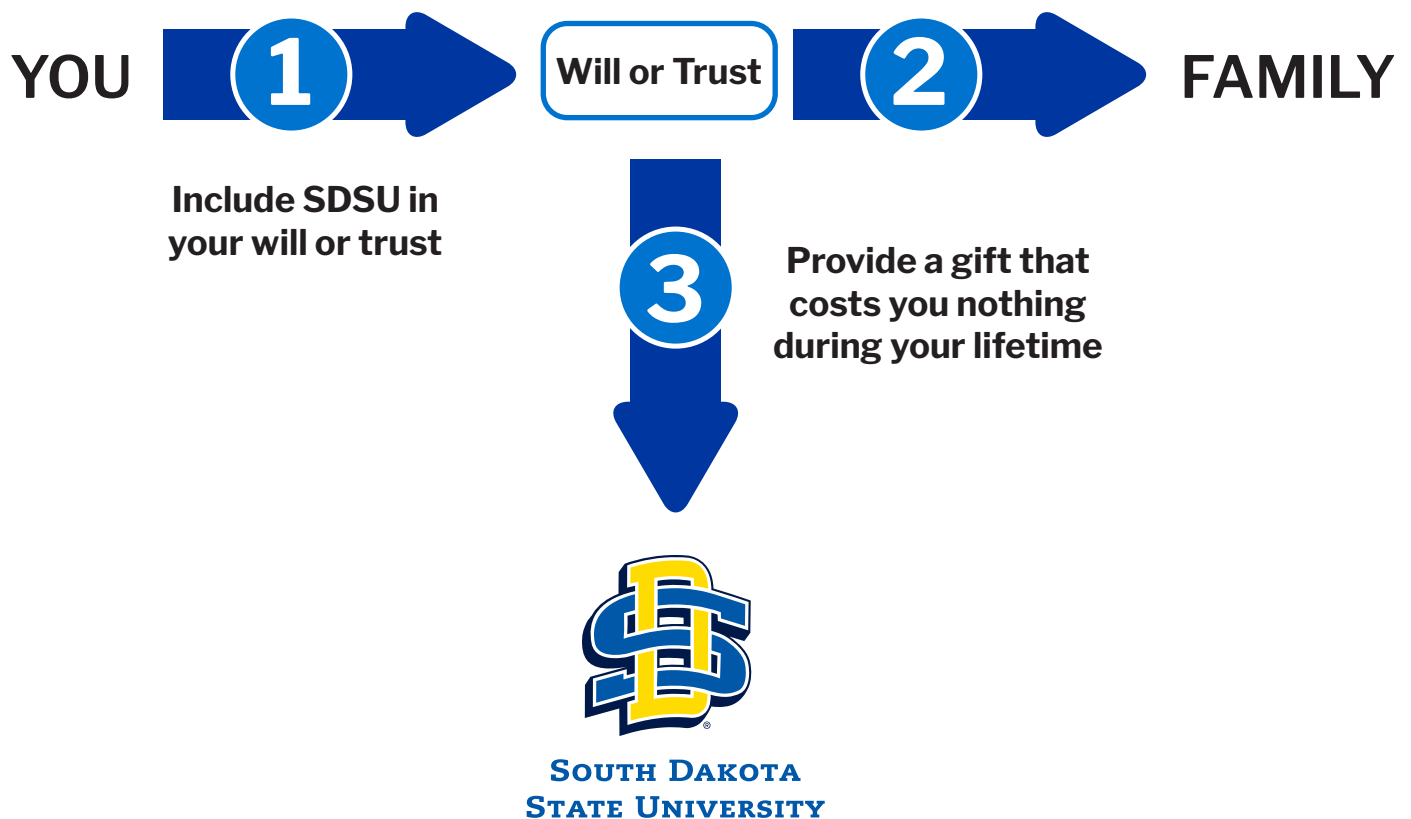 YOU
1
Will or Trust
2
FAMILY
Include SDSU in
your will or trust
3
Provide a gift that
costs you nothing
during your lifetime
SD
®
SOUTH DAKOTA
STATE UNIVERSITY